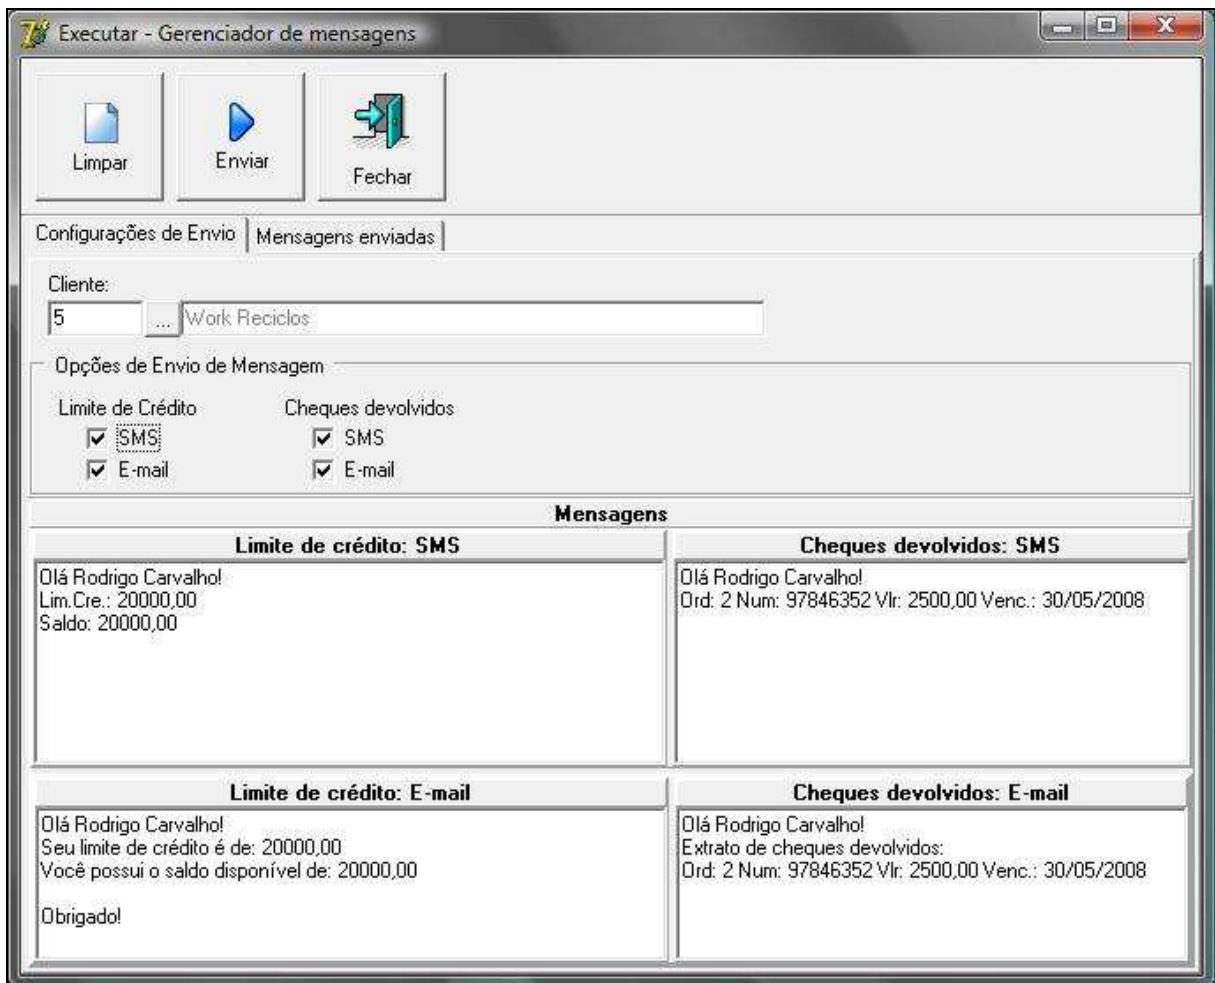 Executar - Gerenciador de mensagens
Limpar
Enviar
Fechar
Configurações de Envio
Mensagens enviadas
Cliente:
5
...
Work Reciclos
Opções de Envio de Mensagem
Limite de Crédito
Cheques devolvidos
SMS
SMS
E-mail
E-mail
Mensagens
Limite de crédito: SMS
Olá Rodrigo Carvalho!
Lim.Cre.: 20000,00
Saldo: 20000,00
Cheques devolvidos: SMS
Olá Rodrigo Carvalho!
Ord: 2 Num: 97846352 Vlr: 2500,00 Venc.: 30/05/2008
Limite de crédito: E-mail
Olá Rodrigo Carvalho!
Seu limite de crédito é de: 20000,00
Você possui o saldo disponível de: 20000,00
Obrigado!
Cheques devolvidos: E-mail
Olá Rodrigo Carvalho!
Extrato de cheques devolvidos:
Ord: 2 Num: 97846352 Vlr: 2500,00 Venc.: 30/05/2008